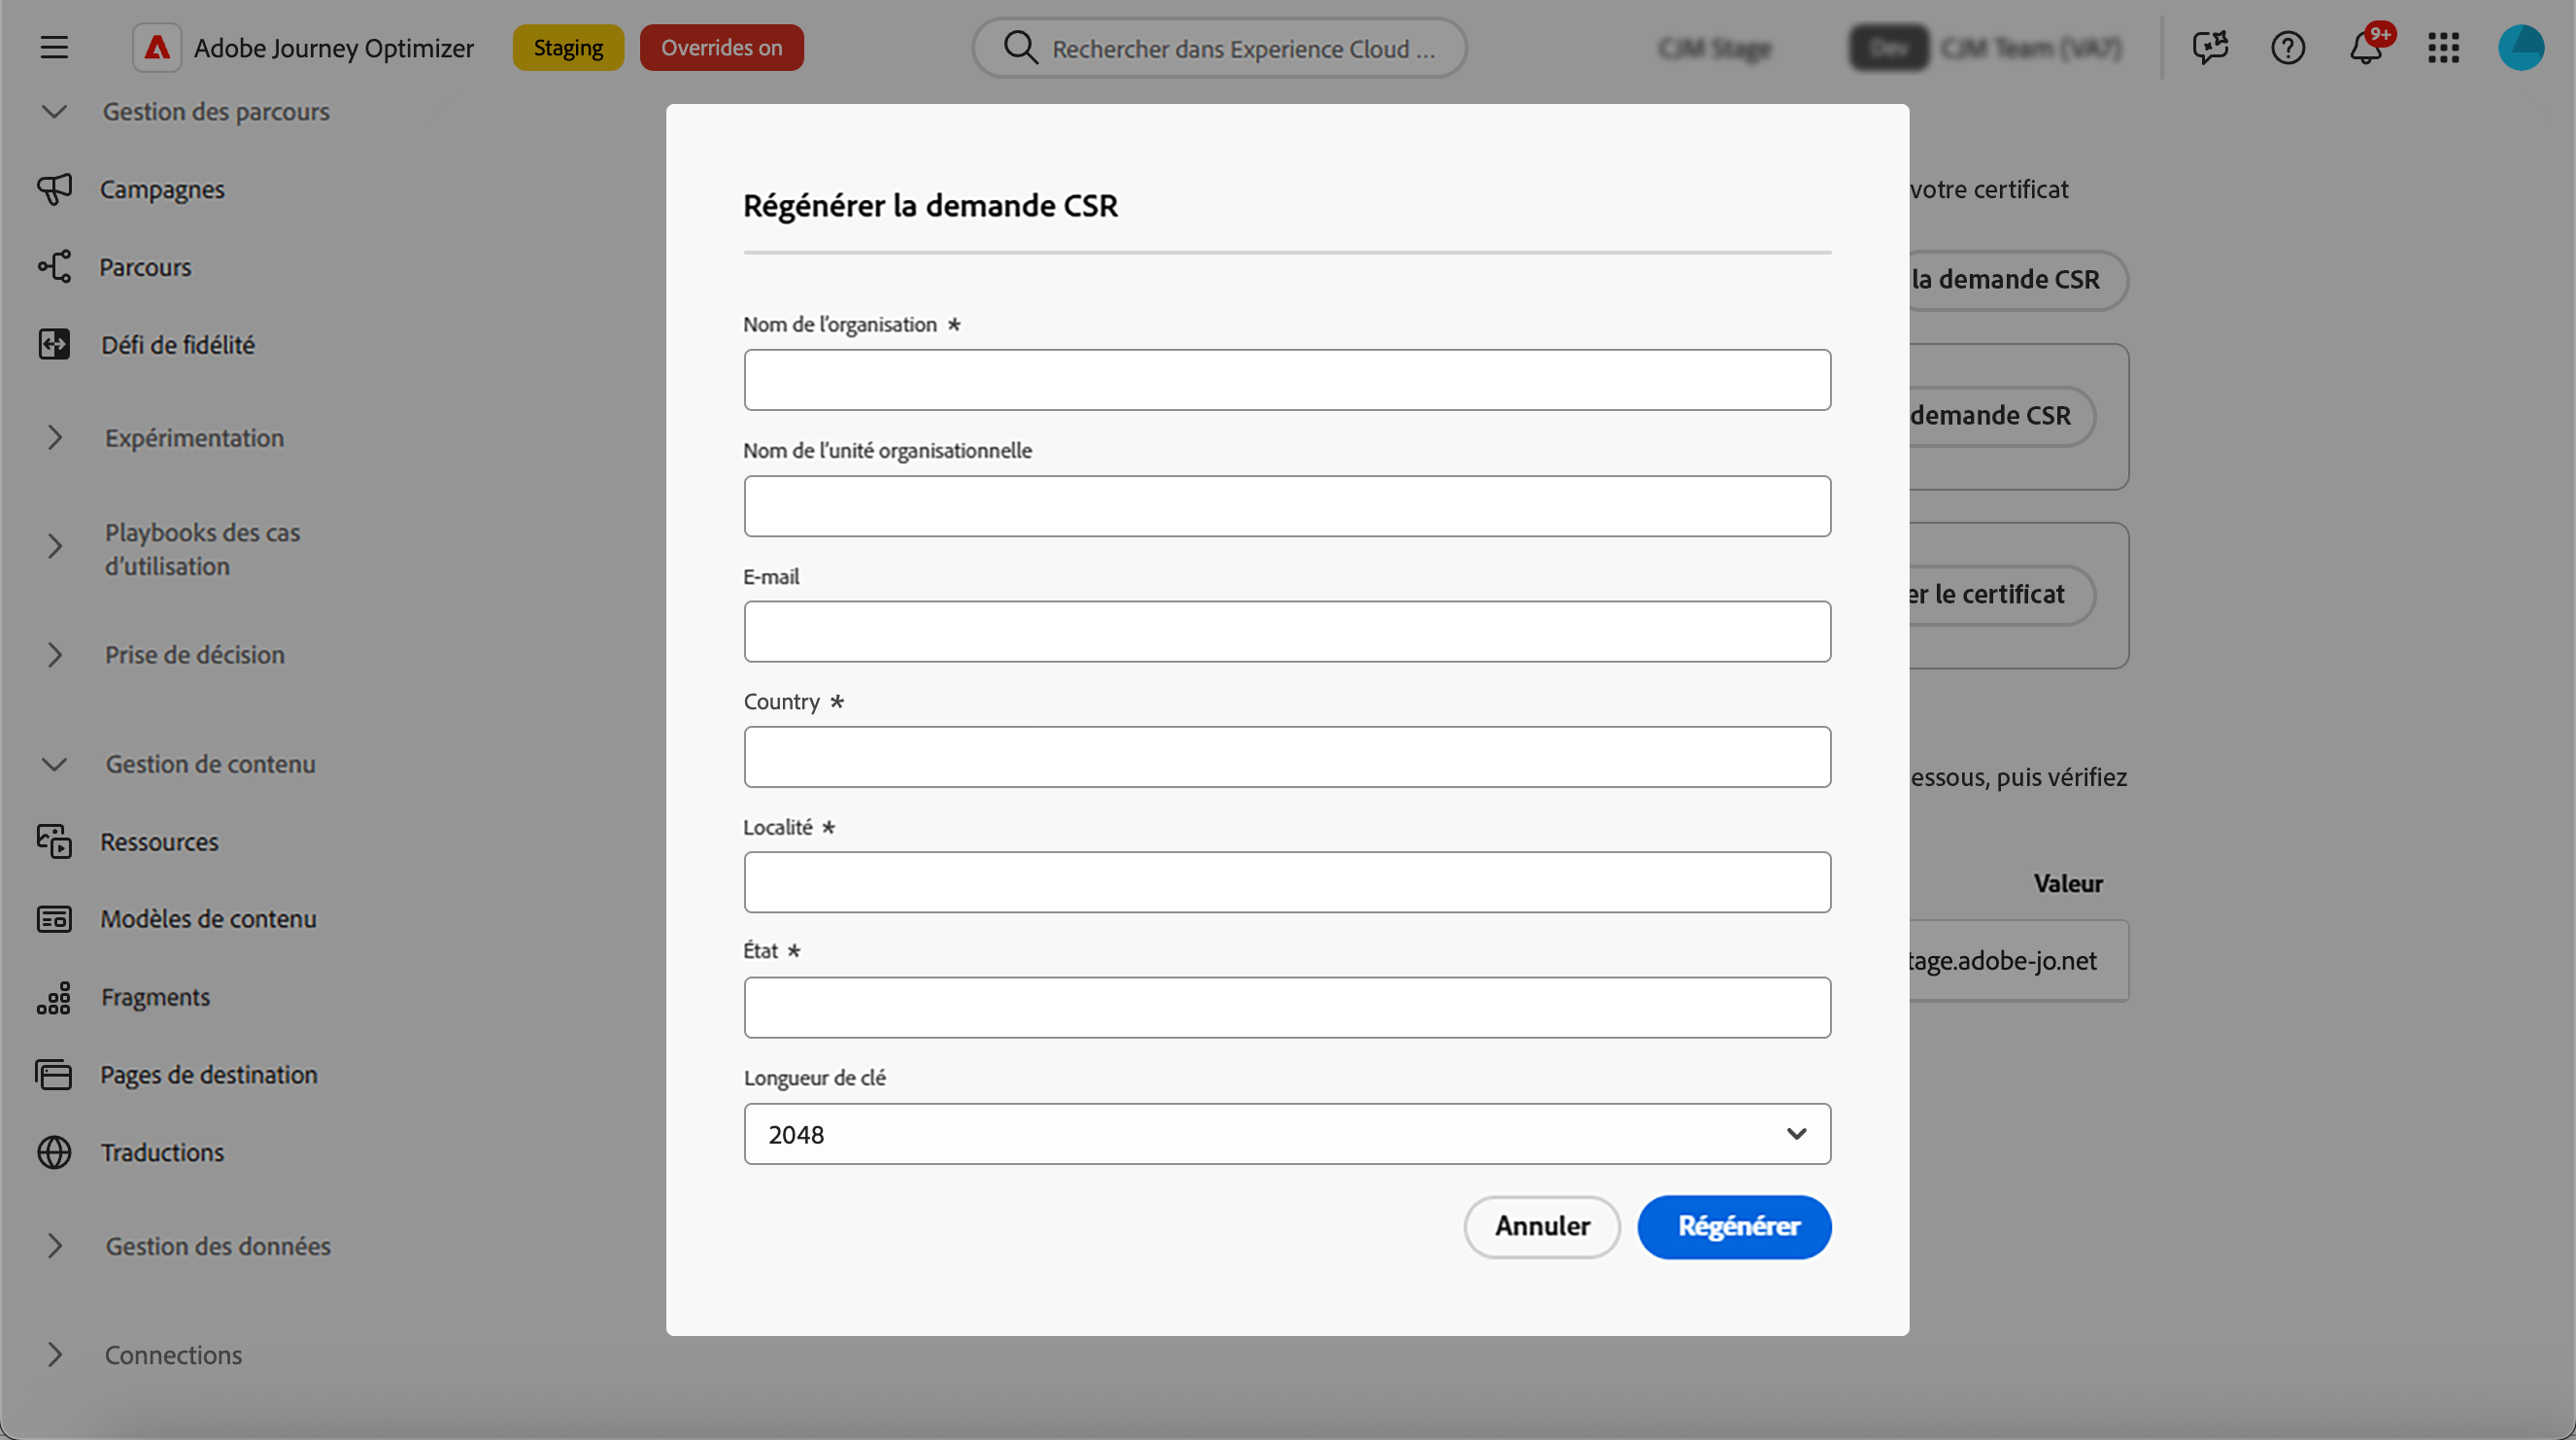 Adobe Journey Optimizer
Staging
Overrides on
Rechercher dans Experience Cloud ...
CJM Stage
Dev
CJM Team (VA7)
9+
Gestion des parcours
Campagnes
Parcours
Défi de fidélité
Expérimentation
Playbooks des cas
d'utilisation
Prise de décision
Gestion de contenu
Ressources
Modèles de contenu
Fragments
Pages de destination
Traductions
Gestion des données
Connections
Régénérer la demande CSR
Nom de l'organisation *
Nom de l'unité organisationnelle
E-mail
Country *
Localité *
État *
Longueur de clé
2048
Annuler
Régénérer
votre certificat
la demande CSR
demande CSR
er le certificat
essous, puis vérifiez
Valeur
tage.adobe-jo.net